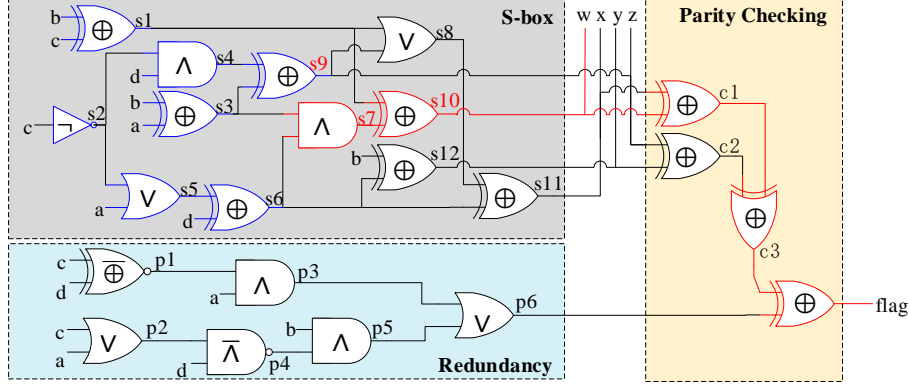 S-box
w x y z
Parity Checking
b
c
s1
s8
s4
s9
d
b
a
s3
c
s2
s7
s10
c1
c2
b
s12
a
s5
d
s6
s11
c3
c
d
p1
a
p3
p6
flag
c
a
p2
d
p4
b
p5
Redundancy
⊕
∧
∨
¬